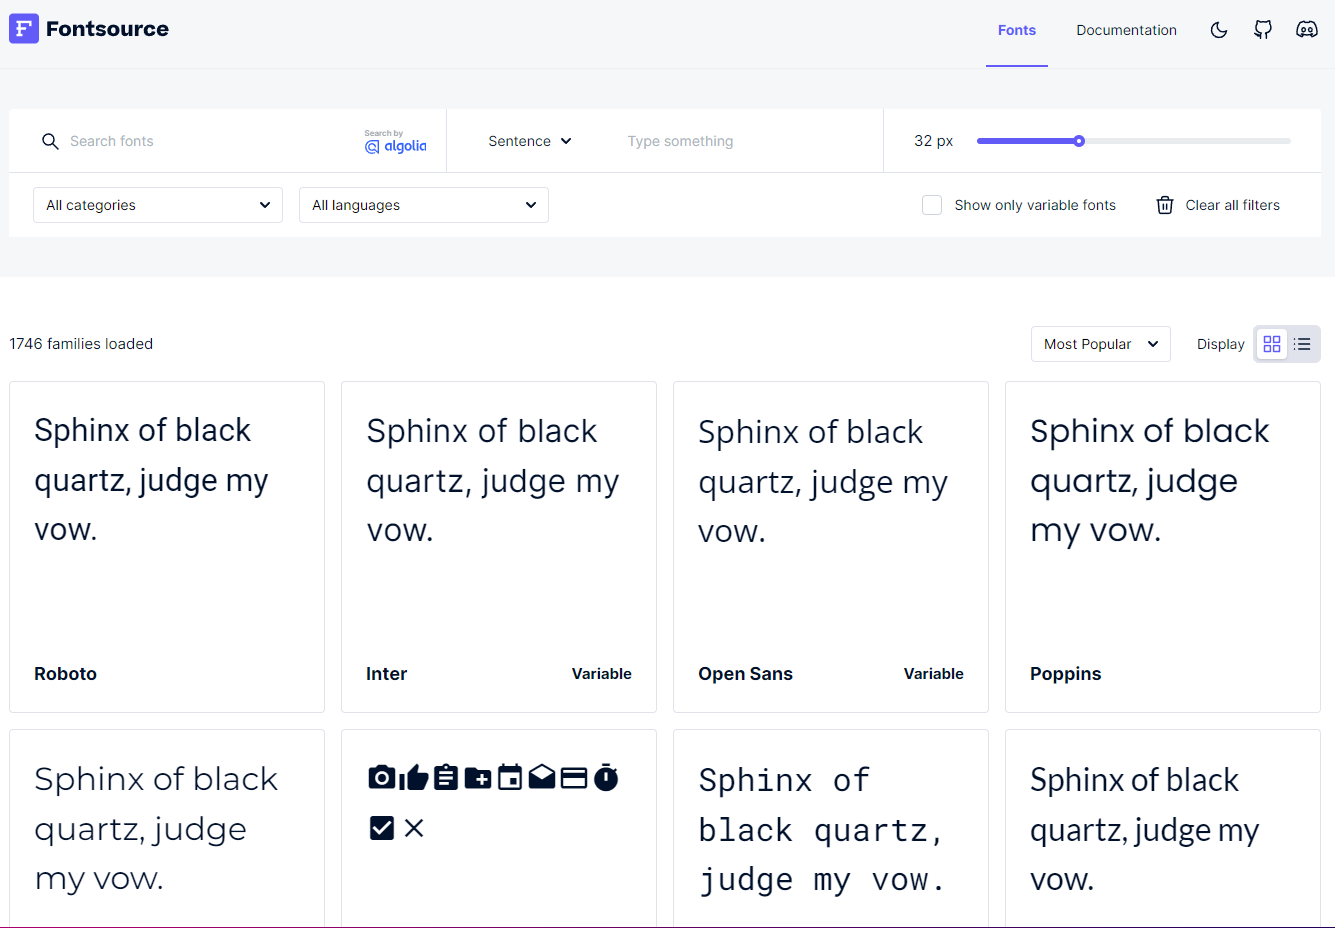 Fontsource
Fonts
Documentation
Search fonts
Search by
algolia
Sentence
Type something
32 px
All categories
All languages
Show only variable fonts
Clear all filters
1746 families loaded
Most Popular
Display
Sphinx of black
quartz, judge my
vow.
Roboto
Sphinx of black
quartz, judge my
vow.
Inter
Variable
Sphinx of black
quartz, judge my
vow.
Open Sans
Variable
Sphinx of black
quartz, judge
my vow.
Poppins
Sphinx of black
quartz, judge
my vow.
Sphinx of
black quartz,
judge my vow.
Sphinx of black
quartz, judge my
vow.